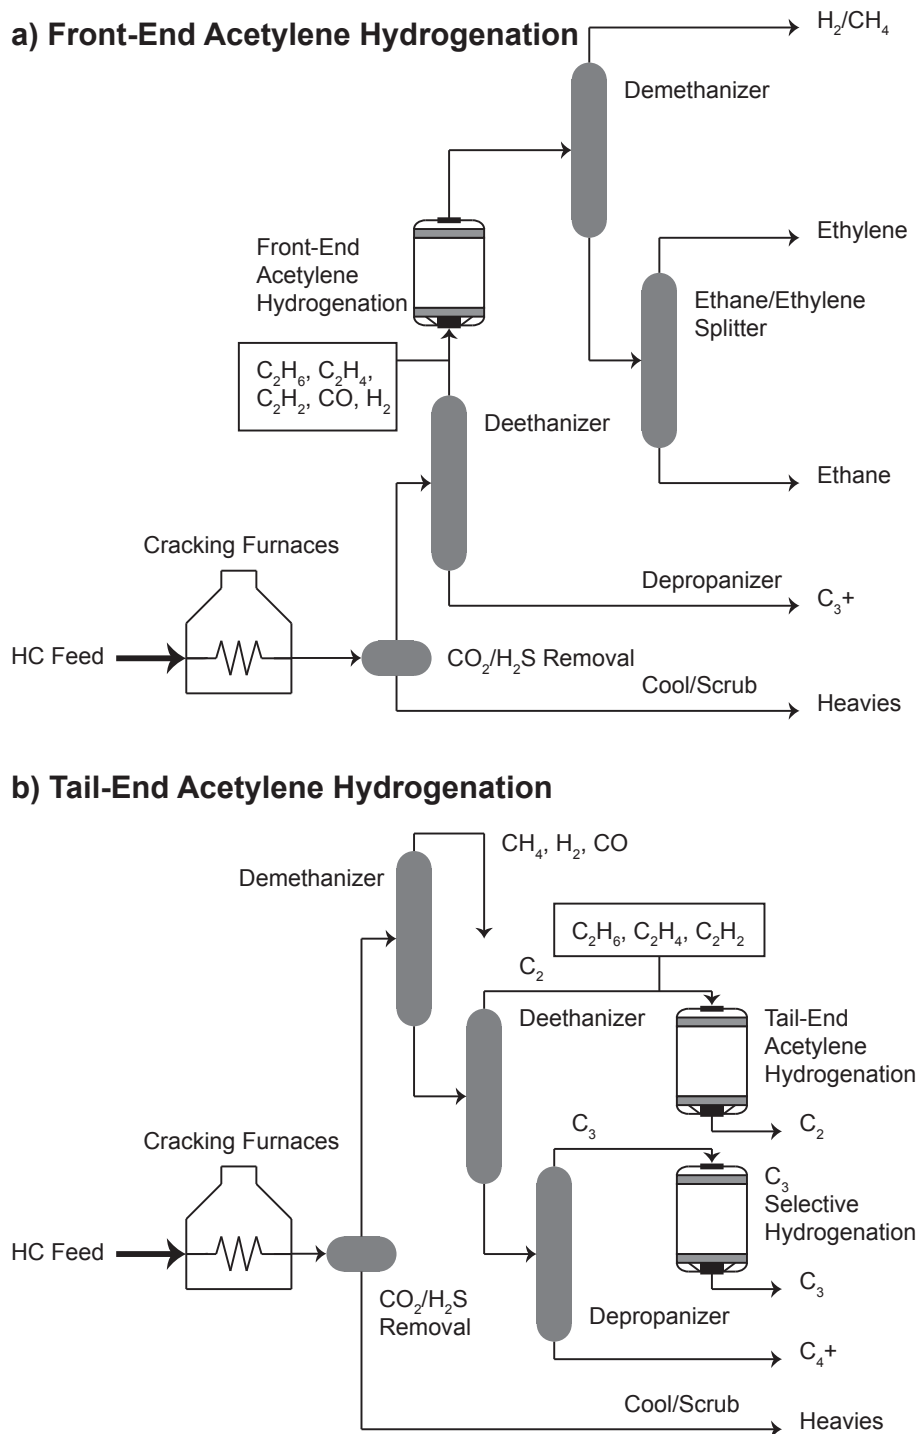 a) Front-End Acetylene Hydrogenation
H₂/CH₄
Demethanizer
Front-End
Acetylene
Hydrogenation
Ethylene
Ethane/Ethylene
Splitter
C₂H₆, C₂H₄,
C₂H₂, CO, H₂
Deethanizer
Ethane
Cracking Furnaces
Depropanizer
C₃+
HC Feed
CO₂/H₂S Removal
Cool/Scrub
Heavies
b) Tail-End Acetylene Hydrogenation
CH₄, H₂, CO
Demethanizer
C₂H₆, C₂H₄, C₂H₂
C₂
Deethanizer
Tail-End
Acetylene
Hydrogenation
C₂
Cracking Furnaces
C₃
C₃
Selective
Hydrogenation
HC Feed
C₃
CO₂/H₂S
Removal
Depropanizer
C₄+
Cool/Scrub
Heavies